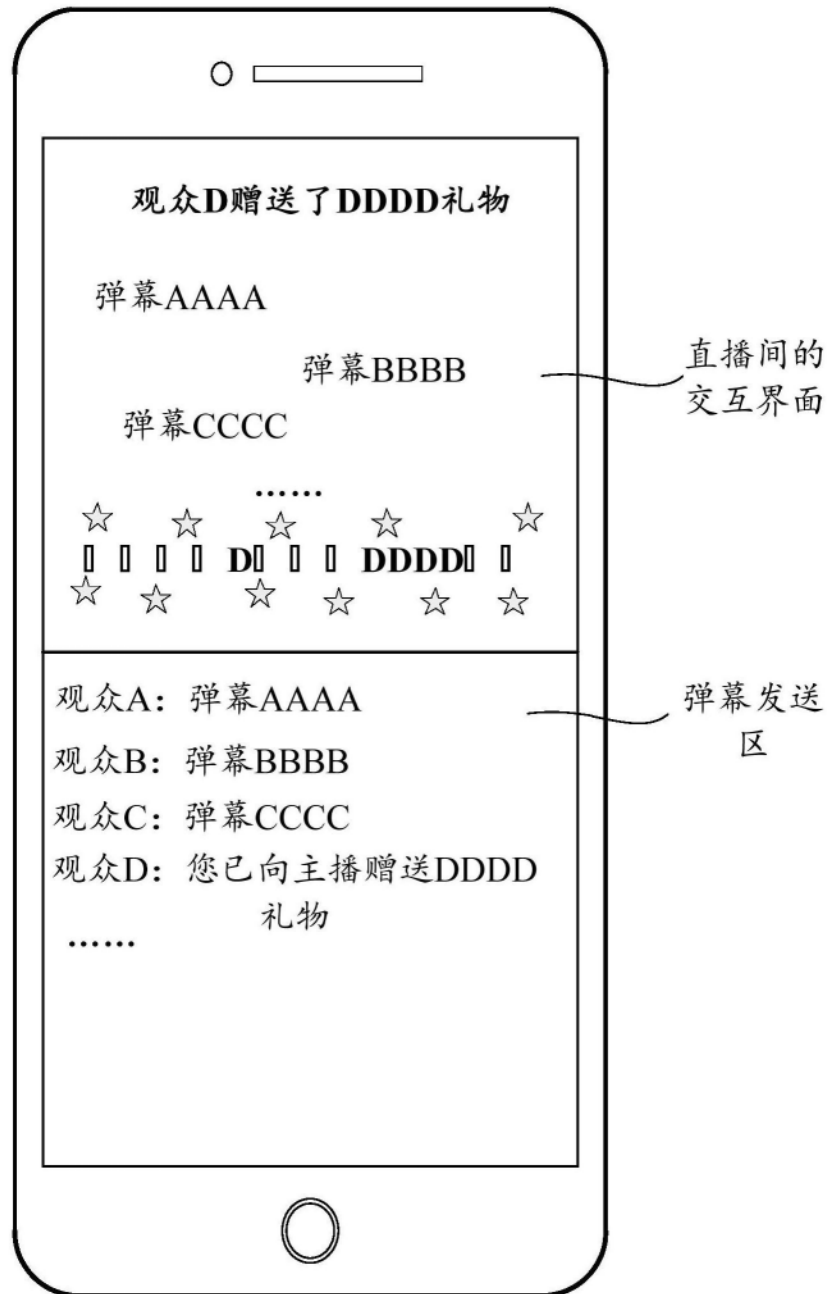 观众D赠送了DDDD礼物
弹幕AAAA
弹幕BBBB
弹幕CCCC
……
D DDDD
直播间的
交互界面
观众A：弹幕AAAA
观众B：弹幕BBBB
观众C：弹幕CCCC
观众D：您已向主播赠送DDDD
礼物
……
弹幕发送
区